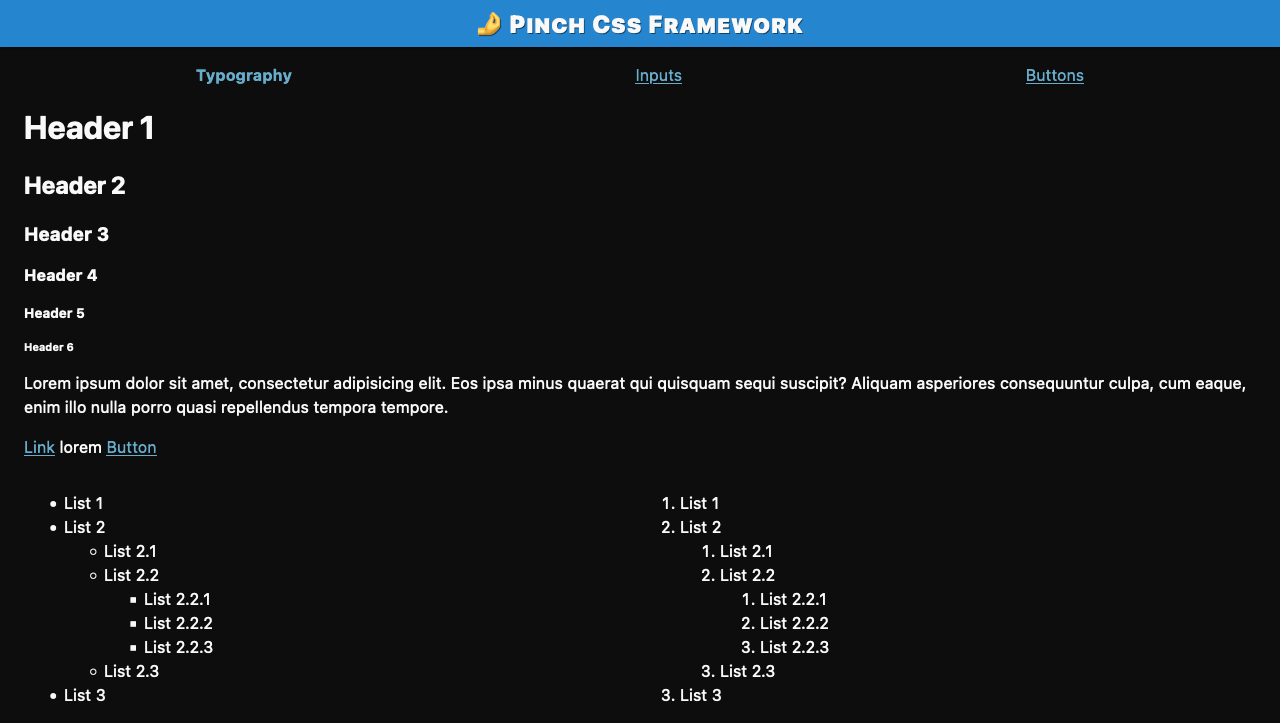 🤌 Pinch Css Framework
Typography Inputs Buttons
Header 1
Header 2
Header 3
Header 4
Header 5
Header 6
Lorem ipsum dolor sit amet, consectetur adipisicing elit. Eos ipsa minus quaerat qui quisquam sequi suscipit? Aliquam asperiores consequuntur culpa, cum eaque,
enim illo nulla porro quasi repellendus tempora tempore.
Link lorem Button
• List 1
• List 2
◦ List 2.1
◦ List 2.2
▪ List 2.2.1
▪ List 2.2.2
▪ List 2.2.3
◦ List 2.3
• List 3
1. List 1
2. List 2
1. List 2.1
2. List 2.2
1. List 2.2.1
2. List 2.2.2
3. List 2.2.3
3. List 2.3
3. List 3